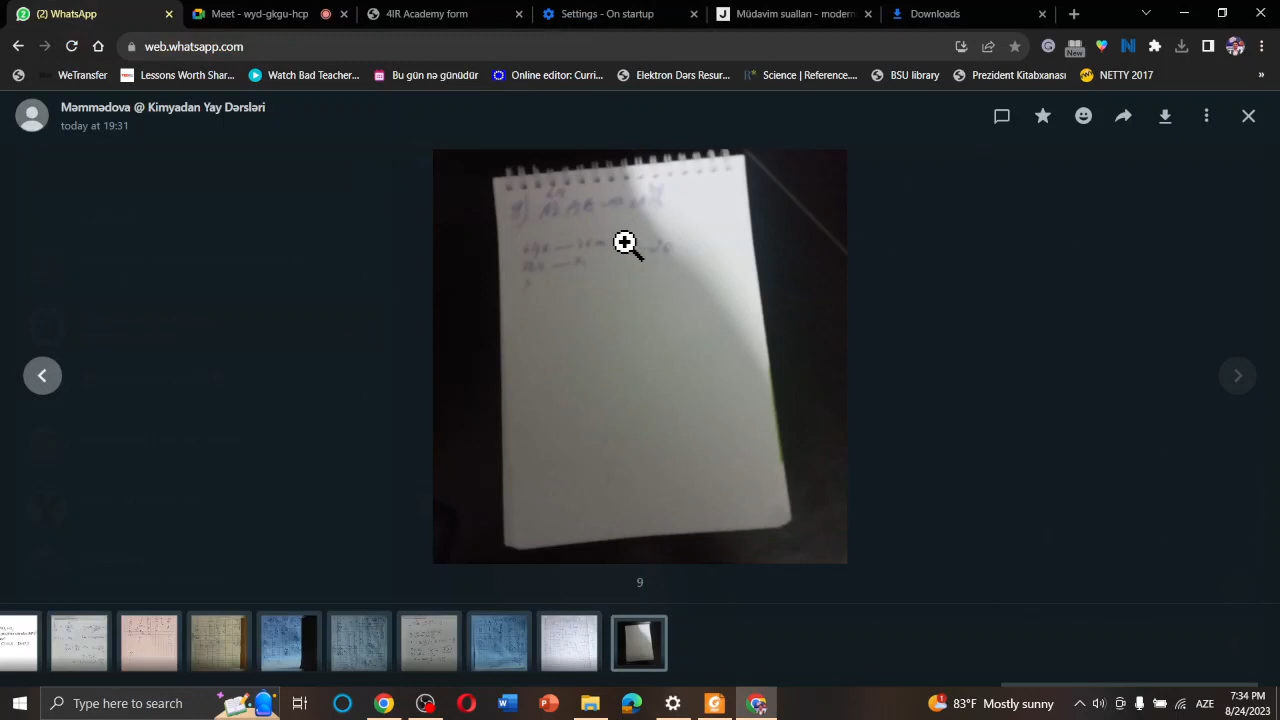 (2) WhatsApp
Meet - wyd-gkgu-hcp
4IR Academy form
Settings - On startup
Müdavim sualları - modern
Downloads
web.whatsapp.com
New
WeTransfer
Lessons Worth Shar...
Watch Bad Teacher...
Bu gün nə günüdür
Online editor: Curri...
Elektron Dərs Resur...
Science | Reference....
BSU library
Prezident Kitabxanası
NETTY 2017
»
Məmmədova @ Kimyadan Yay Dərsləri
today at 19:31
9
Type here to search
83°F Mostly sunny
AZE
7:34 PM
8/24/2023